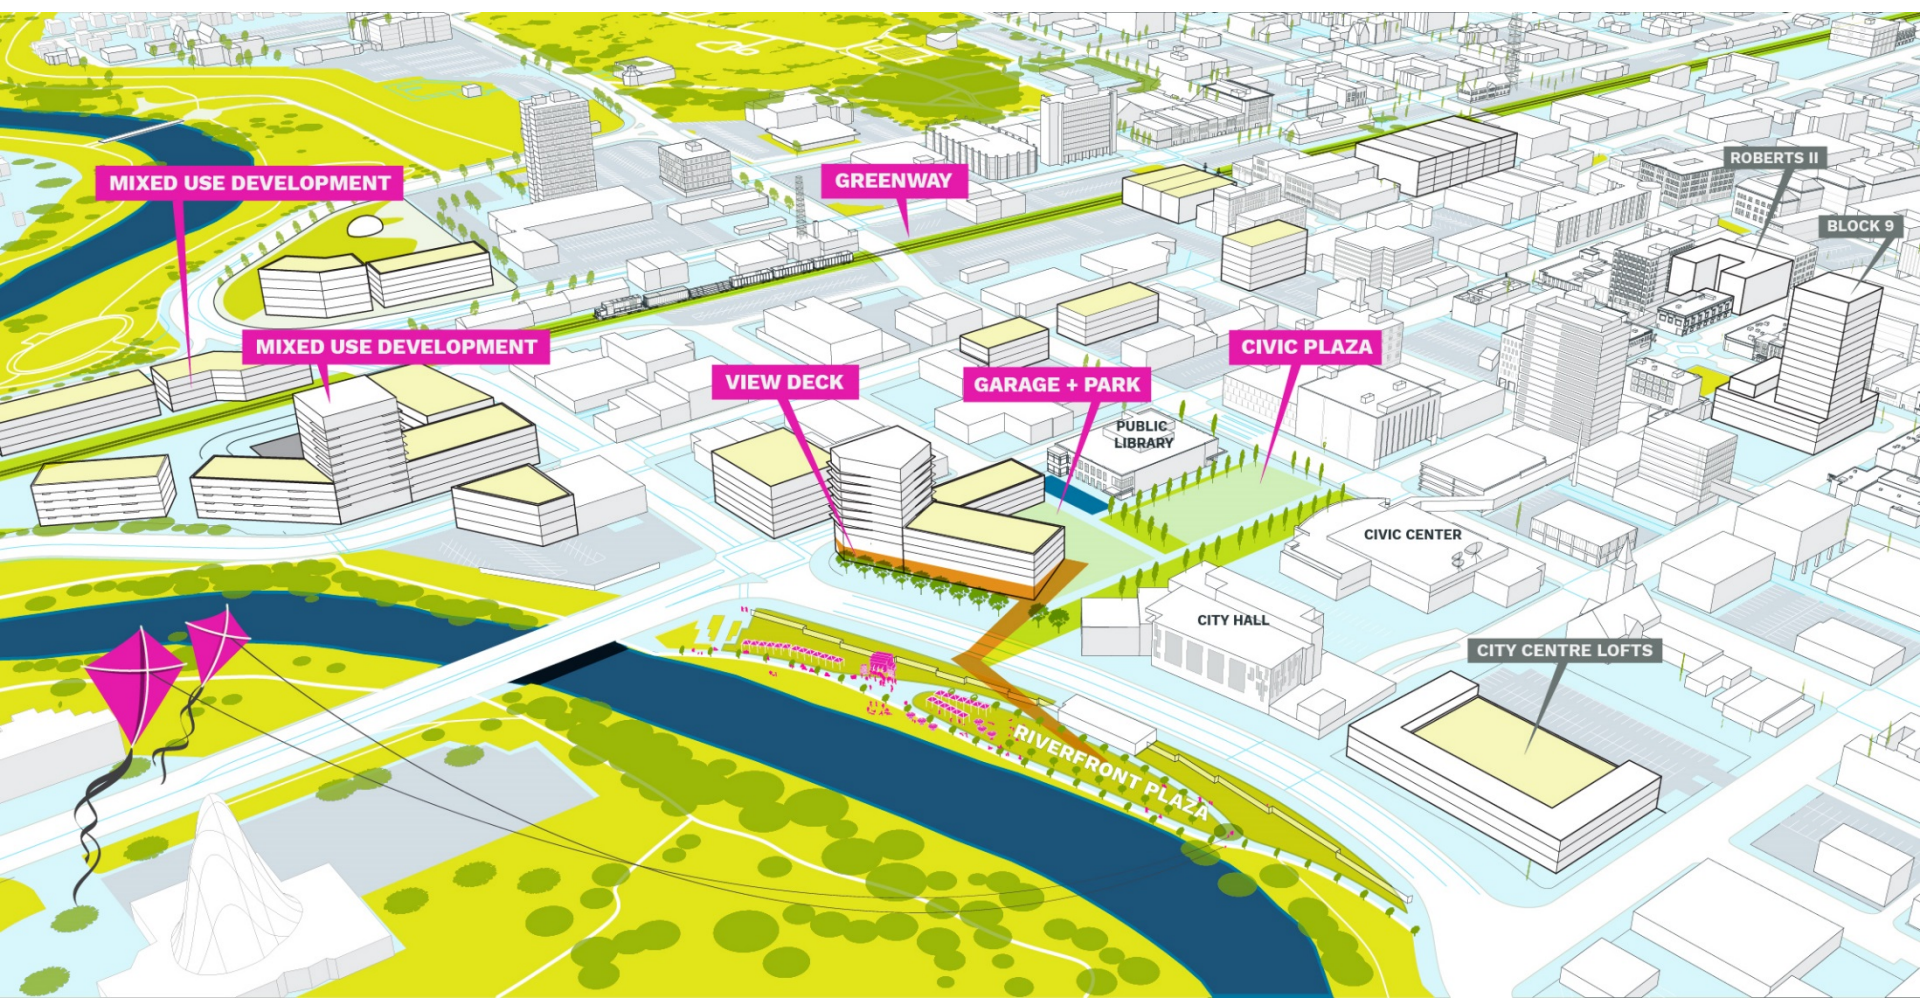 ROBERTS II
MIXED USE DEVELOPMENT
GREENWAY
BLOCK 9
MIXED USE DEVELOPMENT
CIVIC PLAZA
VIEW DECK
GARAGE + PARK
PUBLIC
LIBRARY
CIVIC CENTER
CITY HALL
CITY CENTRE LOFTS
RIVERFRONT PLAZA